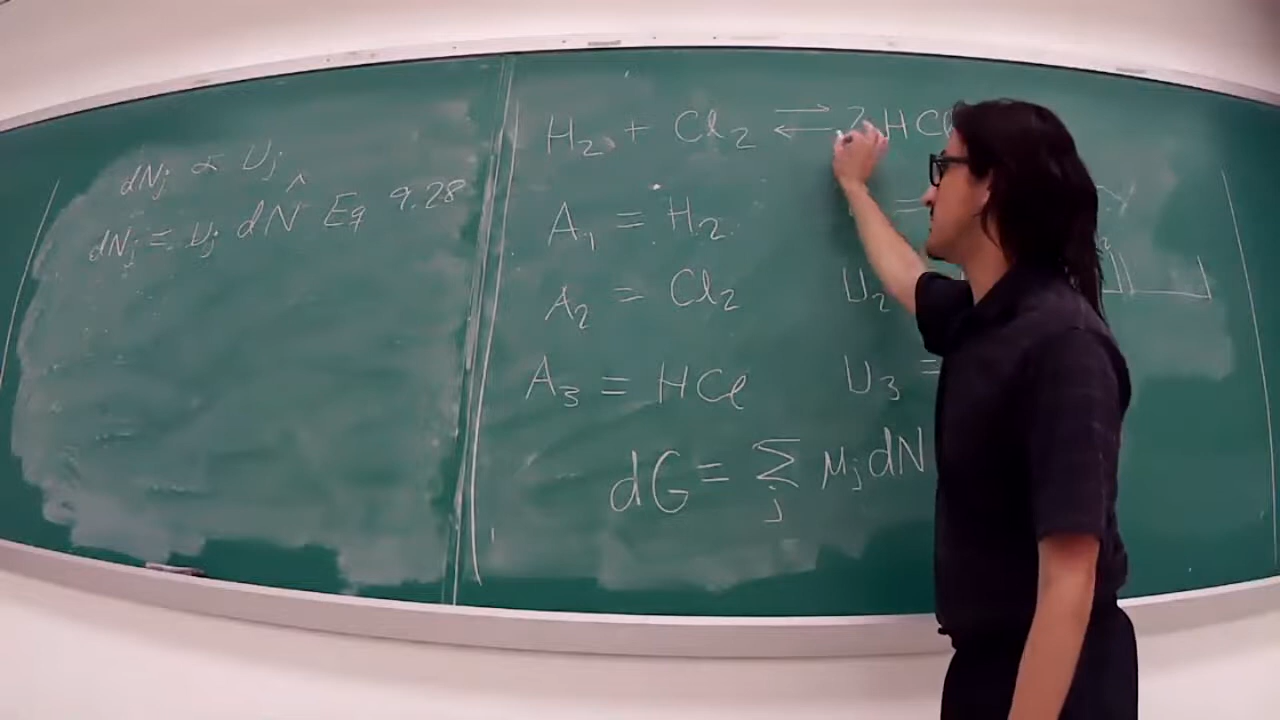 dNj ∝ υj
dNj = υj dN̂ Eq 9.28
H₂ + Cl₂ ⇌ 2HCl
A₁ = H₂
=
A₂ = Cl₂
υ₂
A₃ = HCl
υ₃ =
dG = Σj μj dN